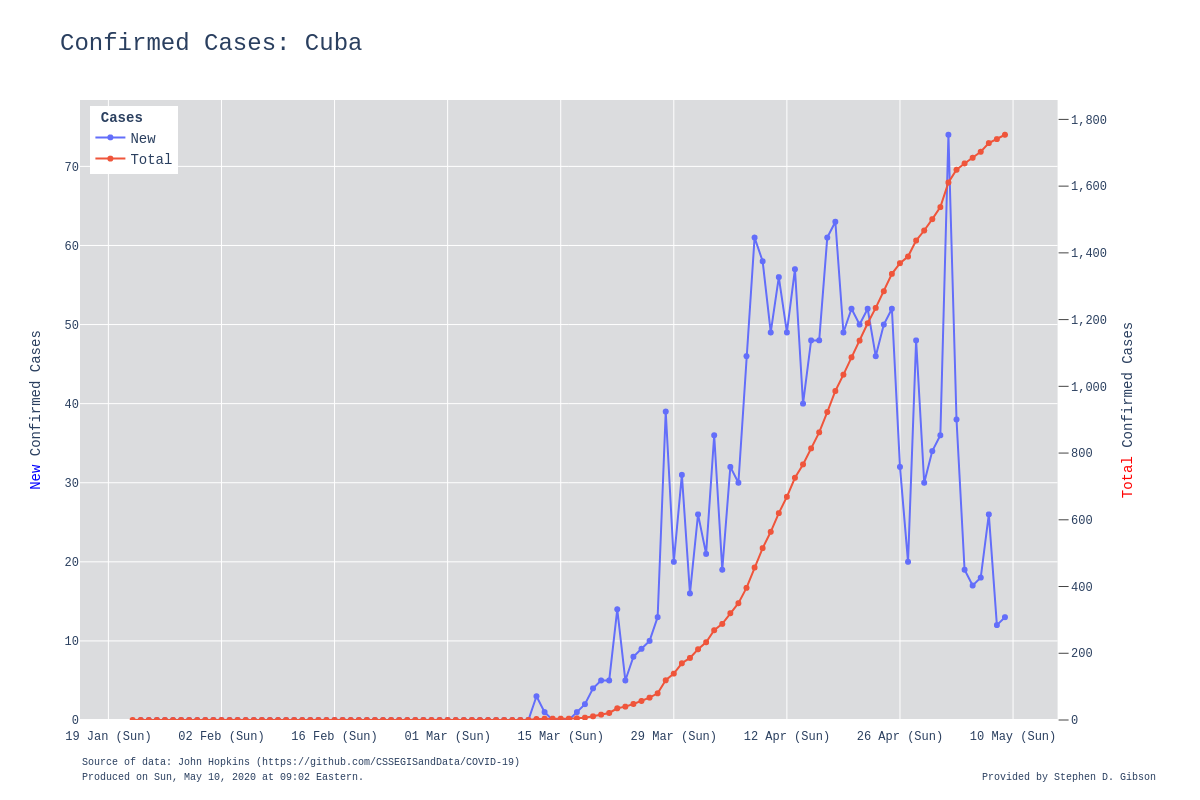 Confirmed Cases: Cuba
Cases
New
Total
70
60
50
40
30
20
10
0
New Confirmed Cases
1,800
1,600
1,400
1,200
1,000
800
600
400
200
0
Total Confirmed Cases
19 Jan (Sun) 02 Feb (Sun) 16 Feb (Sun) 01 Mar (Sun) 15 Mar (Sun) 29 Mar (Sun) 12 Apr (Sun) 26 Apr (Sun) 10 May (Sun)
Source of data: John Hopkins (https://github.com/CSSEGISandData/COVID-19)
Produced on Sun, May 10, 2020 at 09:02 Eastern.
Provided by Stephen D. Gibson